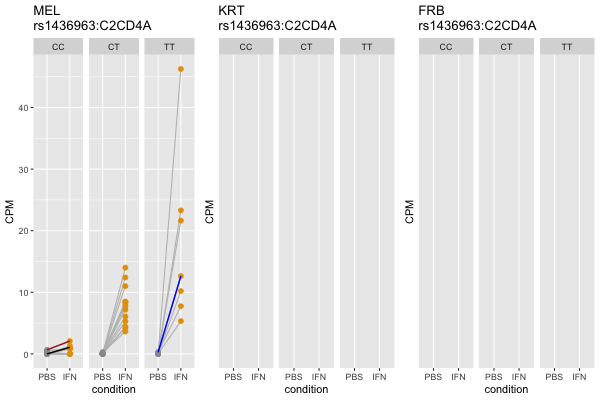 MEL
rs1436963:C2CD4A
KRT
rs1436963:C2CD4A
FRB
rs1436963:C2CD4A
CC CT TT
CC CT TT
CC CT TT
CPM
40
30
20
10
0
PBS IFN PBS IFN PBS IFN
condition
CPM
PBS IFN PBS IFN PBS IFN
condition
CPM
PBS IFN PBS IFN PBS IFN
condition